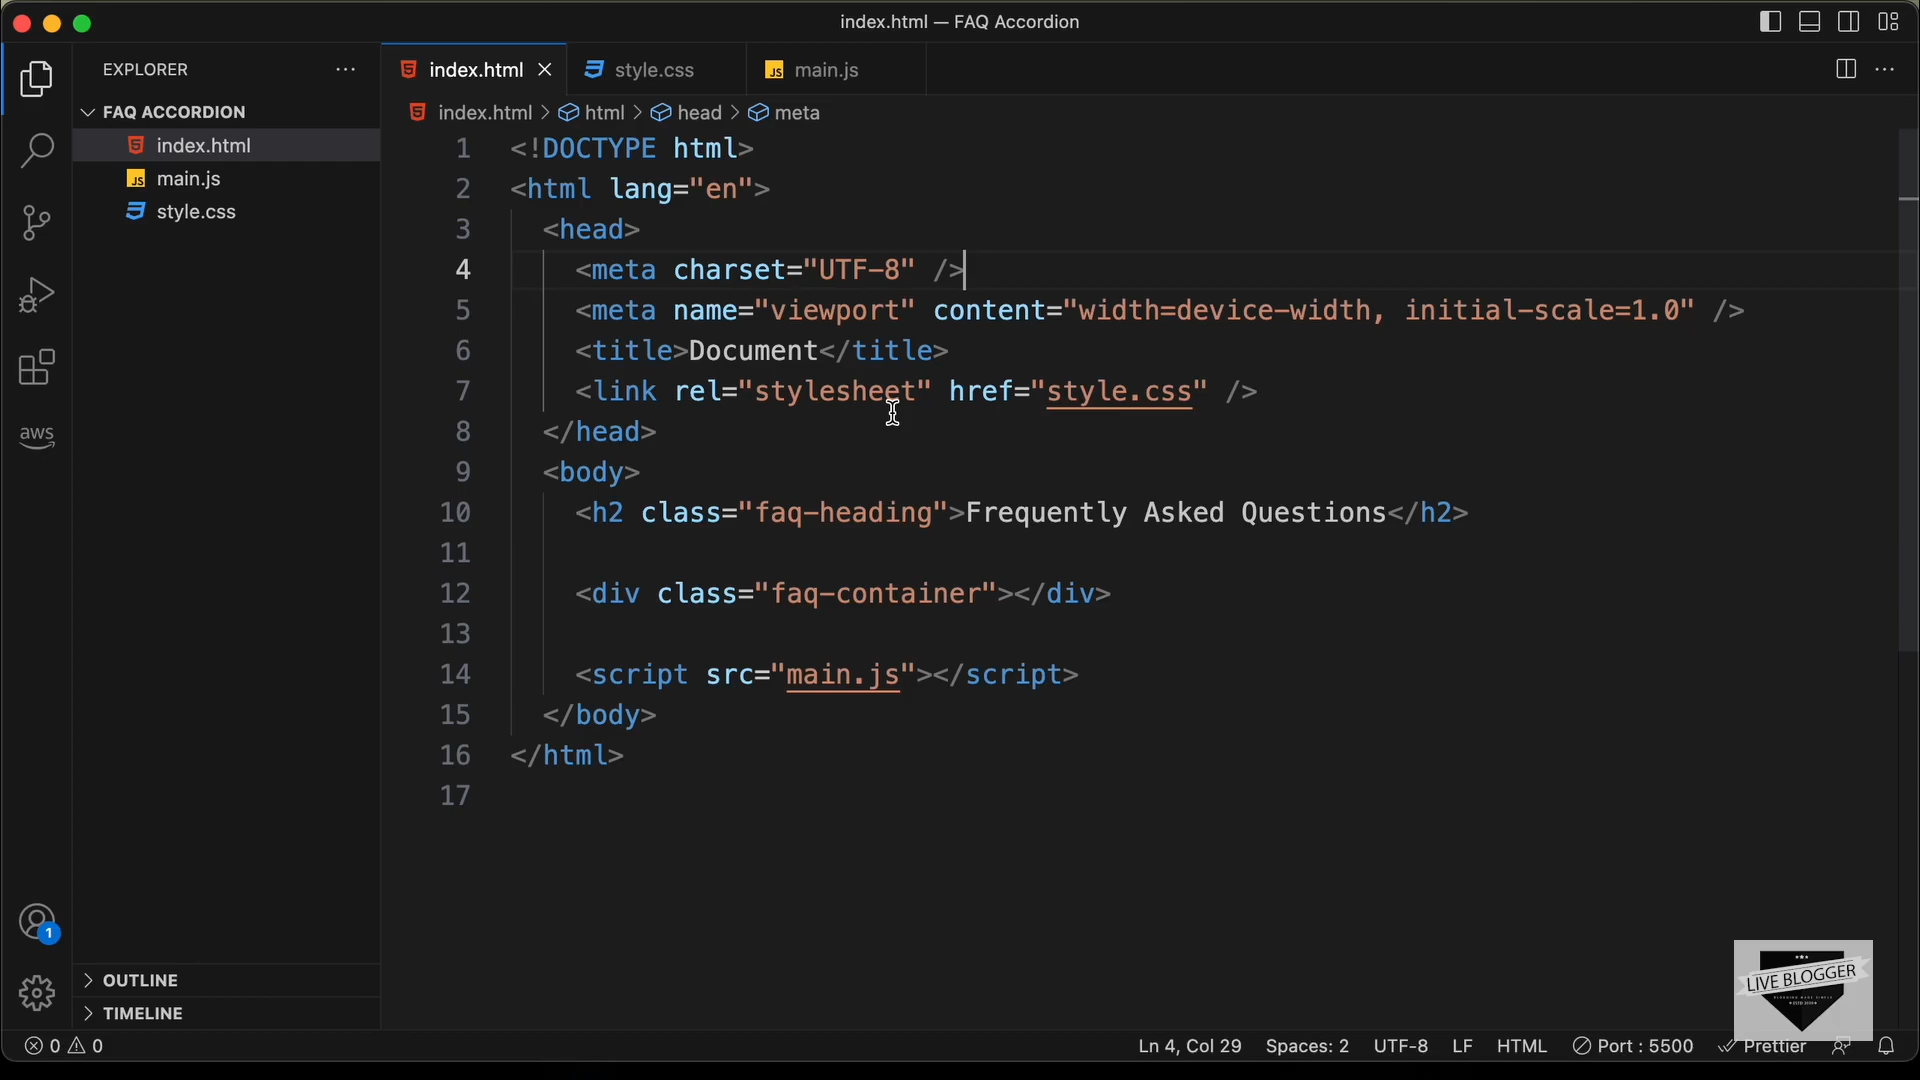 index.html — FAQ Accordion
EXPLORER
FAQ ACCORDION
index.html
JS main.js
style.css
aws
1
OUTLINE
TIMELINE
index.html
style.css
JS main.js
index.html > html > head > meta
1 <!DOCTYPE html>
2 <html lang="en">
3 <head>
4 <meta charset="UTF-8" />
5 <meta name="viewport" content="width=device-width, initial-scale=1.0" />
6 <title>Document</title>
7 <link rel="stylesheet" href="style.css" />
8 </head>
9 <body>
10 <h2 class="faq-heading">Frequently Asked Questions</h2>
11
12 <div class="faq-container"></div>
13
14 <script src="main.js"></script>
15 </body>
16 </html>
17
LIVE BLOGGER
0 0
Ln 4, Col 29 Spaces: 2 UTF-8 LF HTML Port : 5500 Prettier